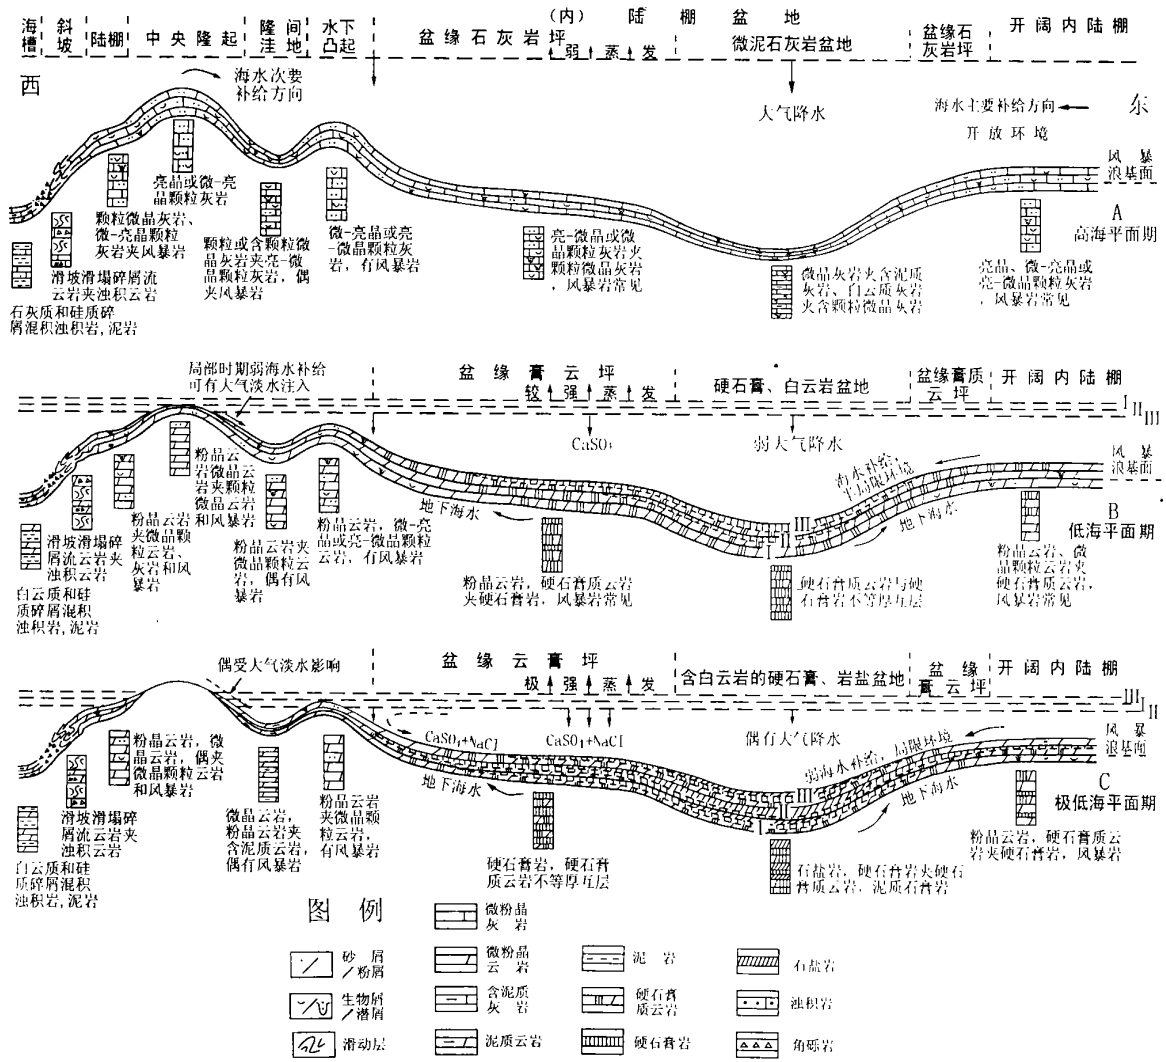 (内) 陆 棚 盆 地
海槽
斜坡
陆棚
中 央 隆 起
隆 间
洼 地
水下
凸起
盆 缘 石 灰 岩 坪
弱 蒸 发
微泥石灰岩盆地
盆缘石
灰岩坪
开 阔 内 陆 棚
西
海水次要
补给方向
大气降水
东
海水主要补给方向
开 放 环 境
风 暴
浪基面
A
高海平面期
亮晶或微-亮
晶颗粒灰岩
颗粒微晶灰岩、
微-亮晶颗粒
灰岩夹风暴岩
颗粒或含颗粒微
晶灰岩夹亮-微
晶颗粒灰岩, 偶
夹风暴岩
微-亮晶或亮
-微晶颗粒灰
岩, 有风暴岩
亮-微晶或微
晶颗粒灰岩夹
颗粒微晶灰岩
, 风暴岩常见
微晶灰岩夹含泥质
灰岩、白云质灰岩
夹含颗粒微晶灰岩
亮晶、微-亮晶或
亮-微晶颗粒灰岩
, 风暴岩常见
滑坡滑塌碎屑流
云岩夹浊积云岩
石灰质和硅质碎
屑混积浊积岩, 泥岩
局部时期弱海水补给
可有大气淡水注入
盆 缘 膏 云 坪
较 强 蒸 发
硬石膏、白云岩盆地
盆缘膏质
云 坪
开 阔 内 陆 棚
I
II
III
CaSO₄
弱大气降水
海水补给,
半局限环境
地下海水
地下海水
III
II
I
风 暴
浪基面
B
低海平面期
粉晶云
岩微晶云
岩夹颗粒
微晶云岩
和风暴岩
粉晶云岩
夹微晶颗
粒云岩、
灰岩和风
暴岩
粉晶云岩夹
微晶颗粒云
岩, 偶有风
暴岩
粉晶云岩, 微-亮
晶或亮-微晶颗粒
云岩, 有风暴岩
粉晶云岩, 硬石膏质云岩
夹硬石膏岩, 风暴岩常见
硬石膏质云岩与硬
石膏岩不等厚互层
粉晶云岩、微
晶颗粒云岩夹
硬石膏质云岩,
风暴岩常见
滑坡滑塌碎
屑流云岩夹
浊积云岩
白云质和硅
质碎屑混积
浊积岩, 泥岩
偶受大气淡水影响
盆 缘 云 膏 坪
极 强 蒸 发
含白云岩的硬石膏、岩盐盆地
盆 缘
膏云坪
开 阔 内 陆 棚
III
I
II
CaSO₄+NaCl
CaSO₄+NaCl
偶有大气降水
弱海水补给, 局限环境
地下海水
地下海水
III
II
I
风 暴
浪基面
C
极低海平面期
粉晶云岩, 微
晶云岩, 偶夹
微晶颗粒云岩
和风暴岩
微晶云岩,
粉晶云岩夹
含泥质云岩,
偶有风暴岩
粉晶云岩
夹微晶颗
粒云岩,
有风暴岩
硬石膏岩, 硬石膏
质云岩不等厚互层
石盐岩, 硬石膏岩夹硬石
膏质云岩, 泥质石膏岩
粉晶云岩, 硬石膏质云
岩夹硬石膏岩, 风暴岩
滑坡滑塌碎
屑流云岩夹
浊积云岩
白云质和硅
质碎屑混积
浊积岩, 泥岩
图 例
砂 屑
/粉屑
生物屑
/潜屑
滑动层
微粉晶
灰 岩
微粉晶
云 岩
含泥质
灰 岩
泥质云岩
泥 岩
硬石膏
质云岩
硬石膏岩
石盐岩
浊积岩
角砾岩